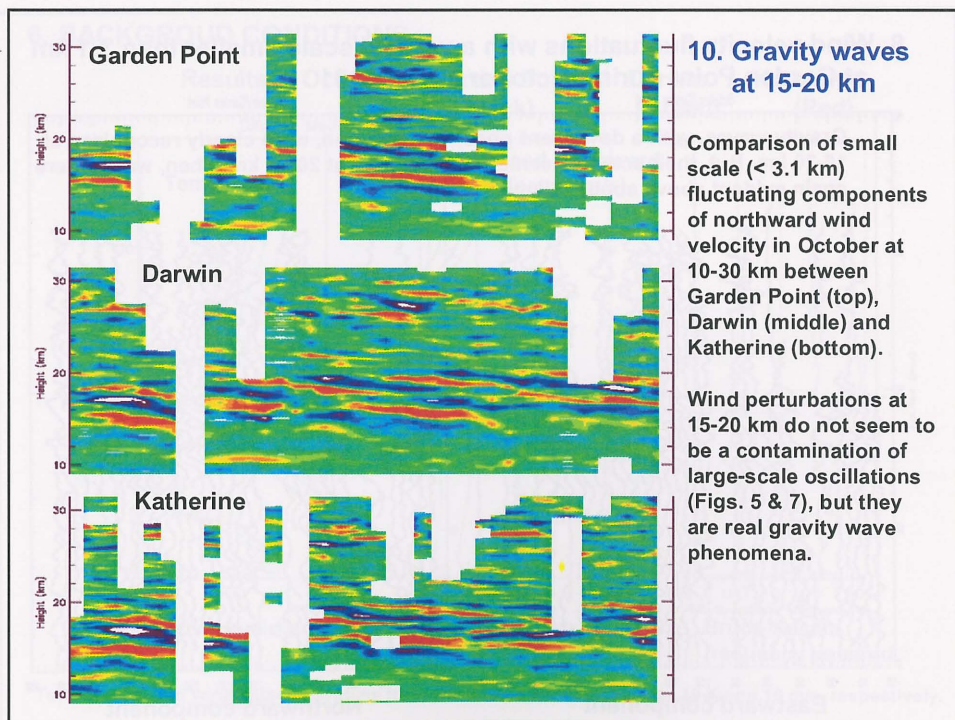 Garden Point
10. Gravity waves
at 15-20 km
Height (km)
30
20
10
Comparison of small
scale (< 3.1 km)
fluctuating components
of northward wind
velocity in October at
10-30 km between
Garden Point (top),
Darwin (middle) and
Katherine (bottom).
Darwin
Height (km)
30
20
10
Wind perturbations at
15-20 km do not seem to
be a contamination of
large-scale oscillations
(Figs. 5 & 7), but they
are real gravity wave
phenomena.
Katherine
Height (km)
30
20
10